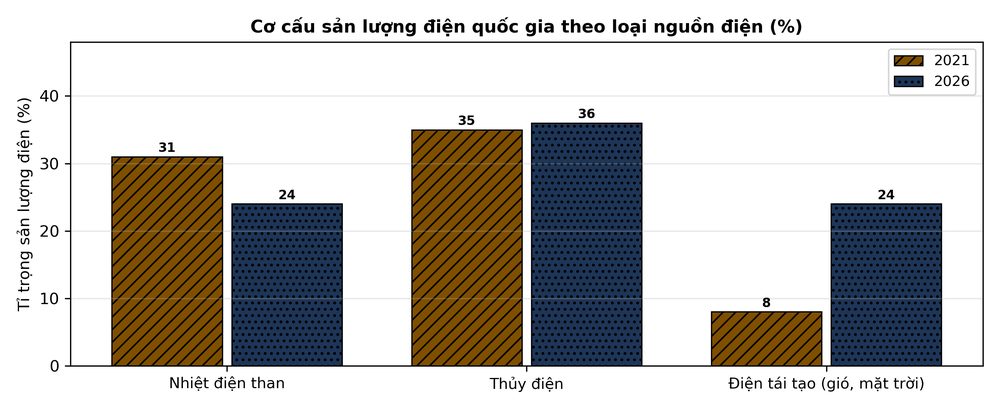 Cơ cấu sản lượng điện quốc gia theo loại nguồn điện (%)
2021
2026
Tỉ trọng sản lượng điện (%)
40
30
20
10
0
31
24
35
36
8
24
Nhiệt điện than
Thủy điện
Điện tái tạo (gió, mặt trời)